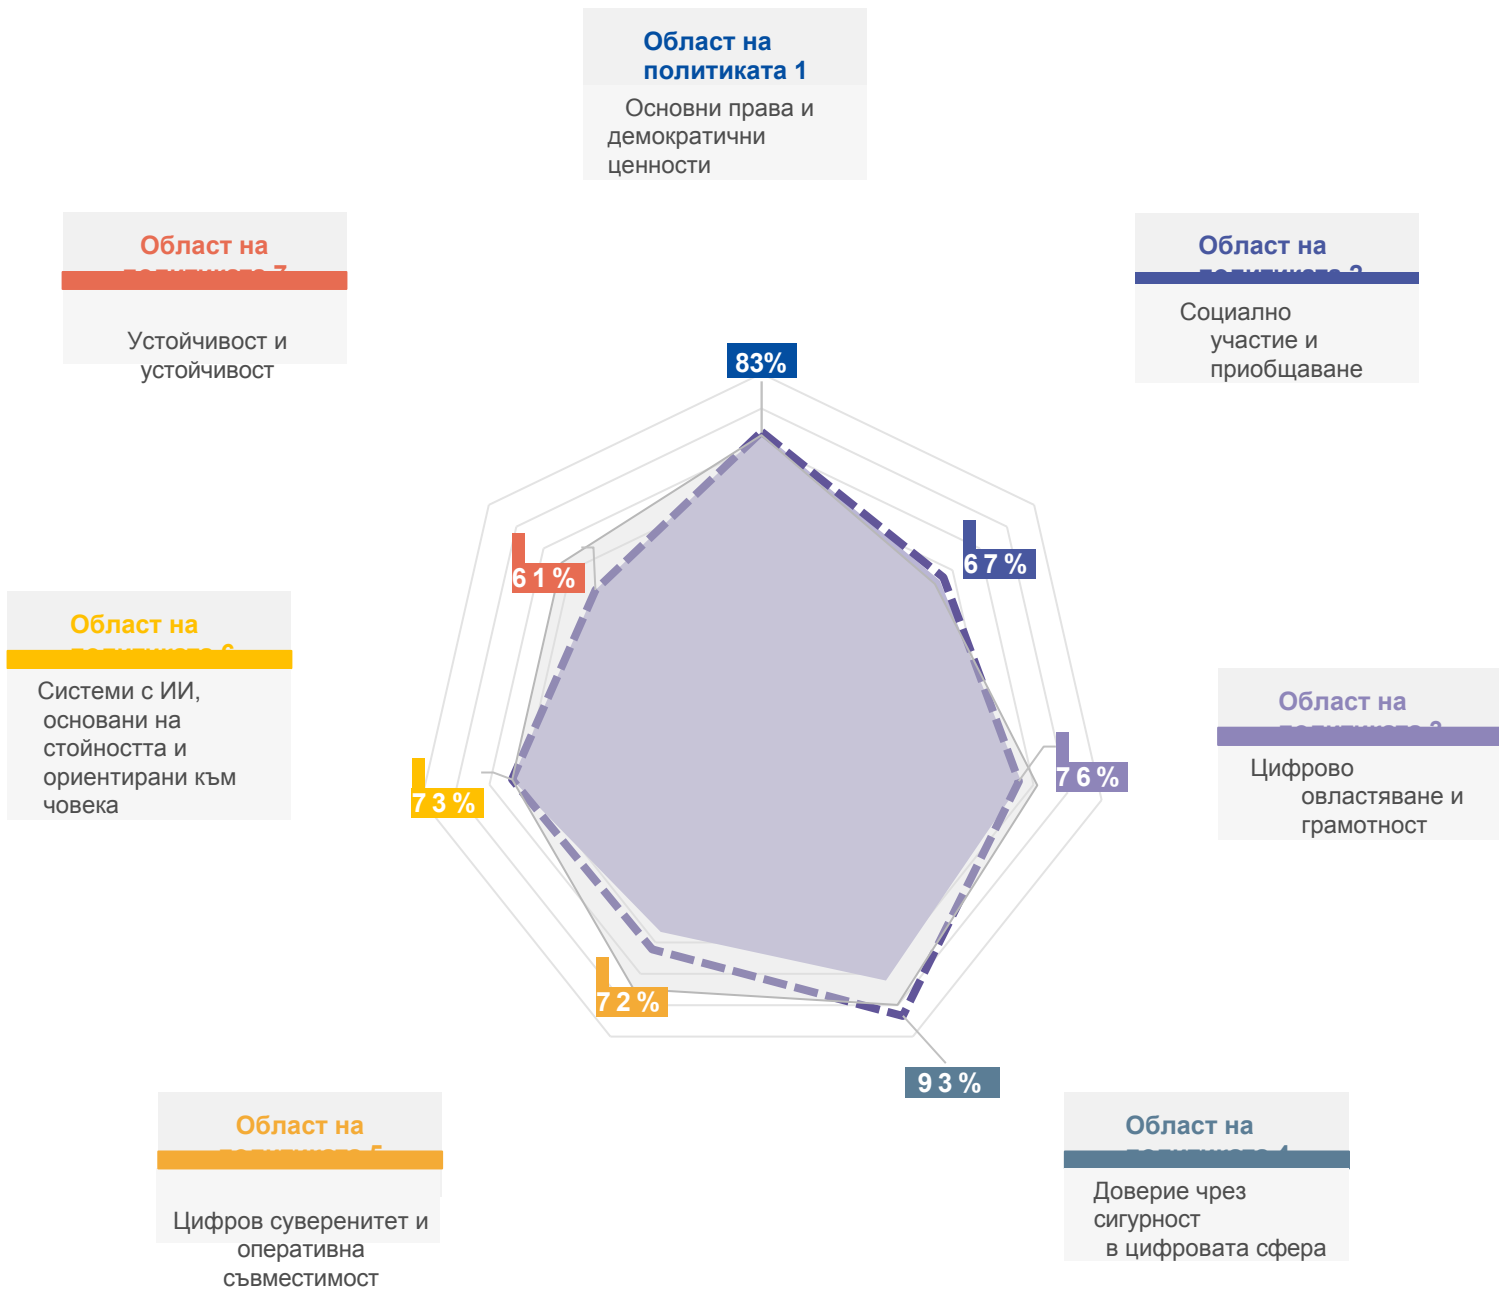 Област на
политиката 1
Основни права и
демократични
ценности
Област на
Устойчивост и
устойчивост
Област на
Социално
участие и
приобщаване
83%
67%
61%
Област на
Системи с ИИ,
основани на
стойността и
ориентирани към
човека
Област на
Цифрово
овластяване и
грамотност
76%
73%
72%
93%
Област на
Цифров суверенитет и
оперативна
съвместимост
Област на
Доверие чрез
сигурност
в цифровата сфера